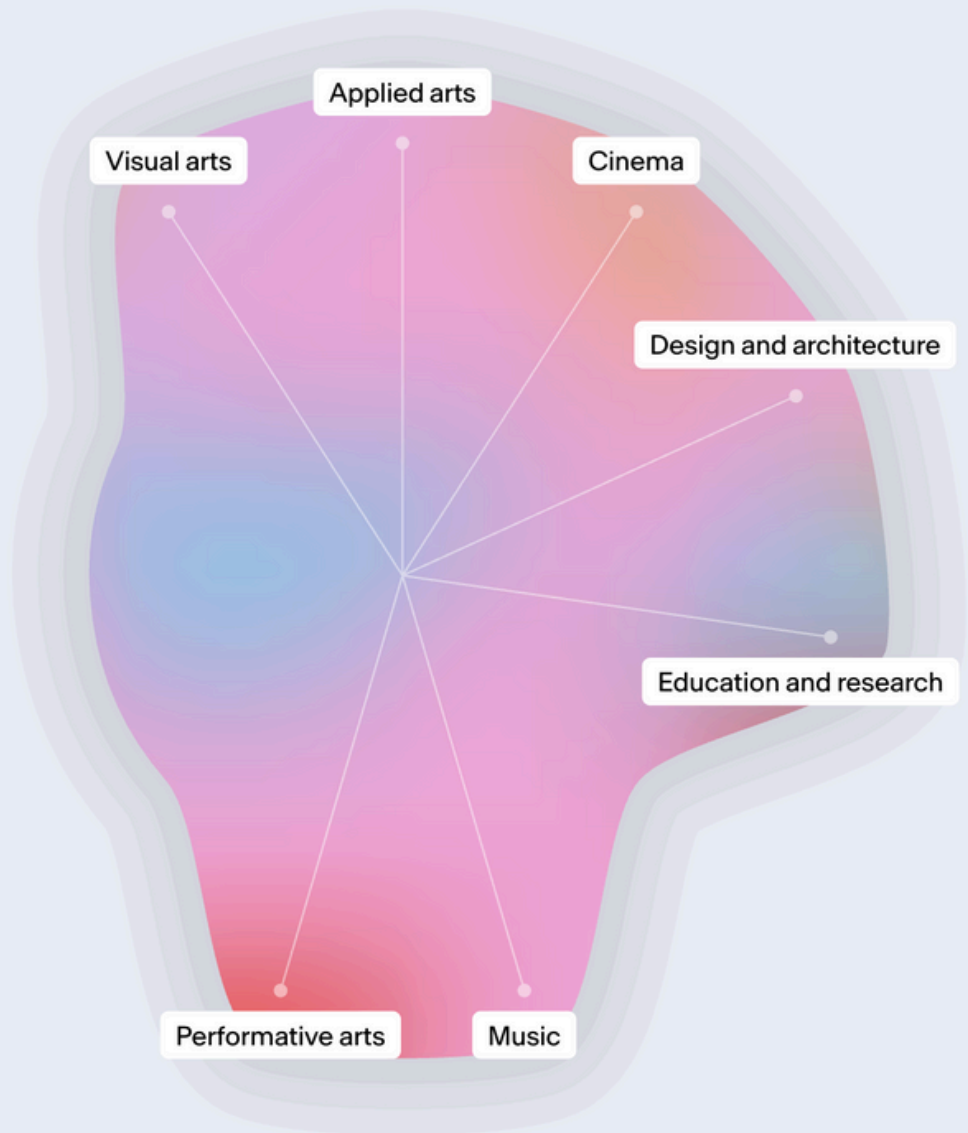 Applied arts
Visual arts
Cinema
Design and architecture
Education and research
Performative arts
Music